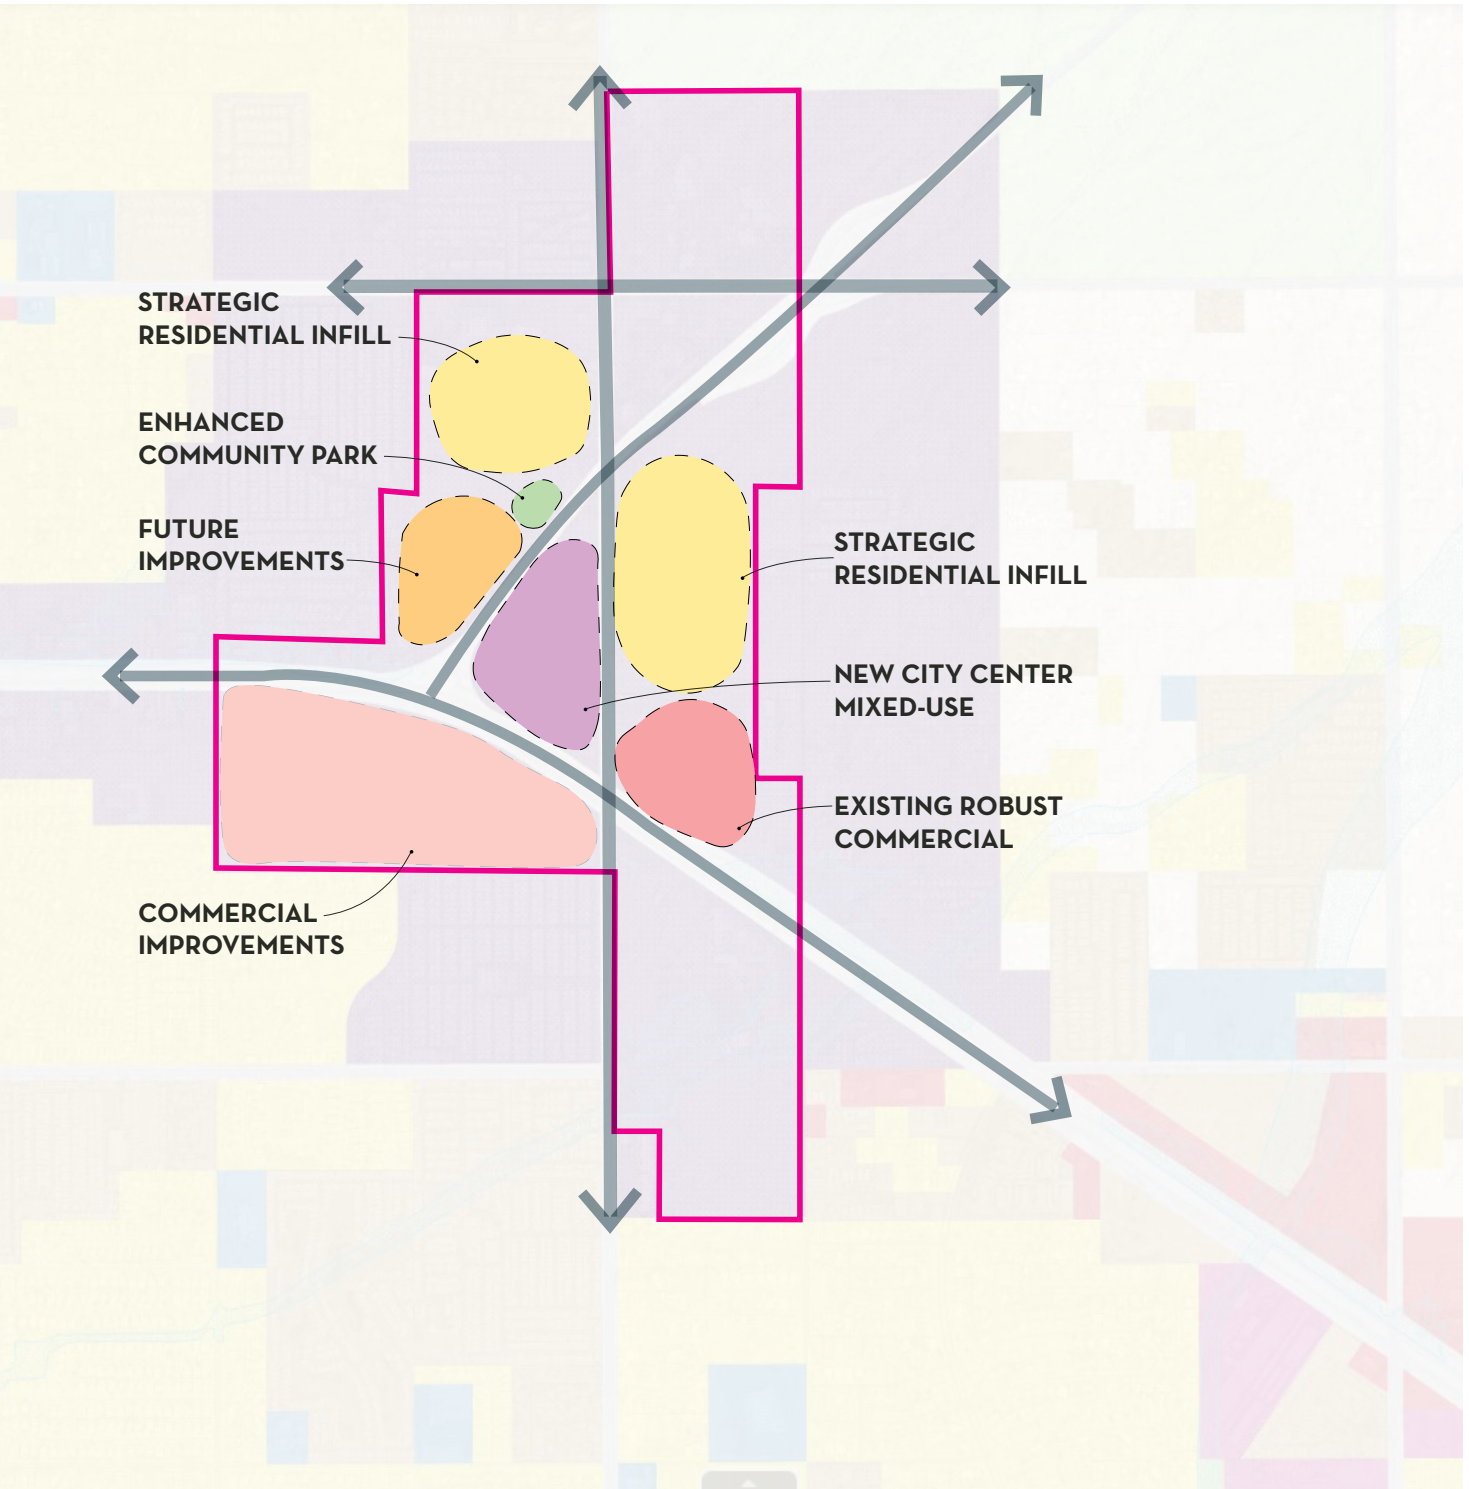 STRATEGIC
RESIDENTIAL INFILL
ENHANCED
COMMUNITY PARK
FUTURE
IMPROVEMENTS
STRATEGIC
RESIDENTIAL INFILL
NEW CITY CENTER
MIXED-USE
EXISTING ROBUST
COMMERCIAL
COMMERCIAL
IMPROVEMENTS